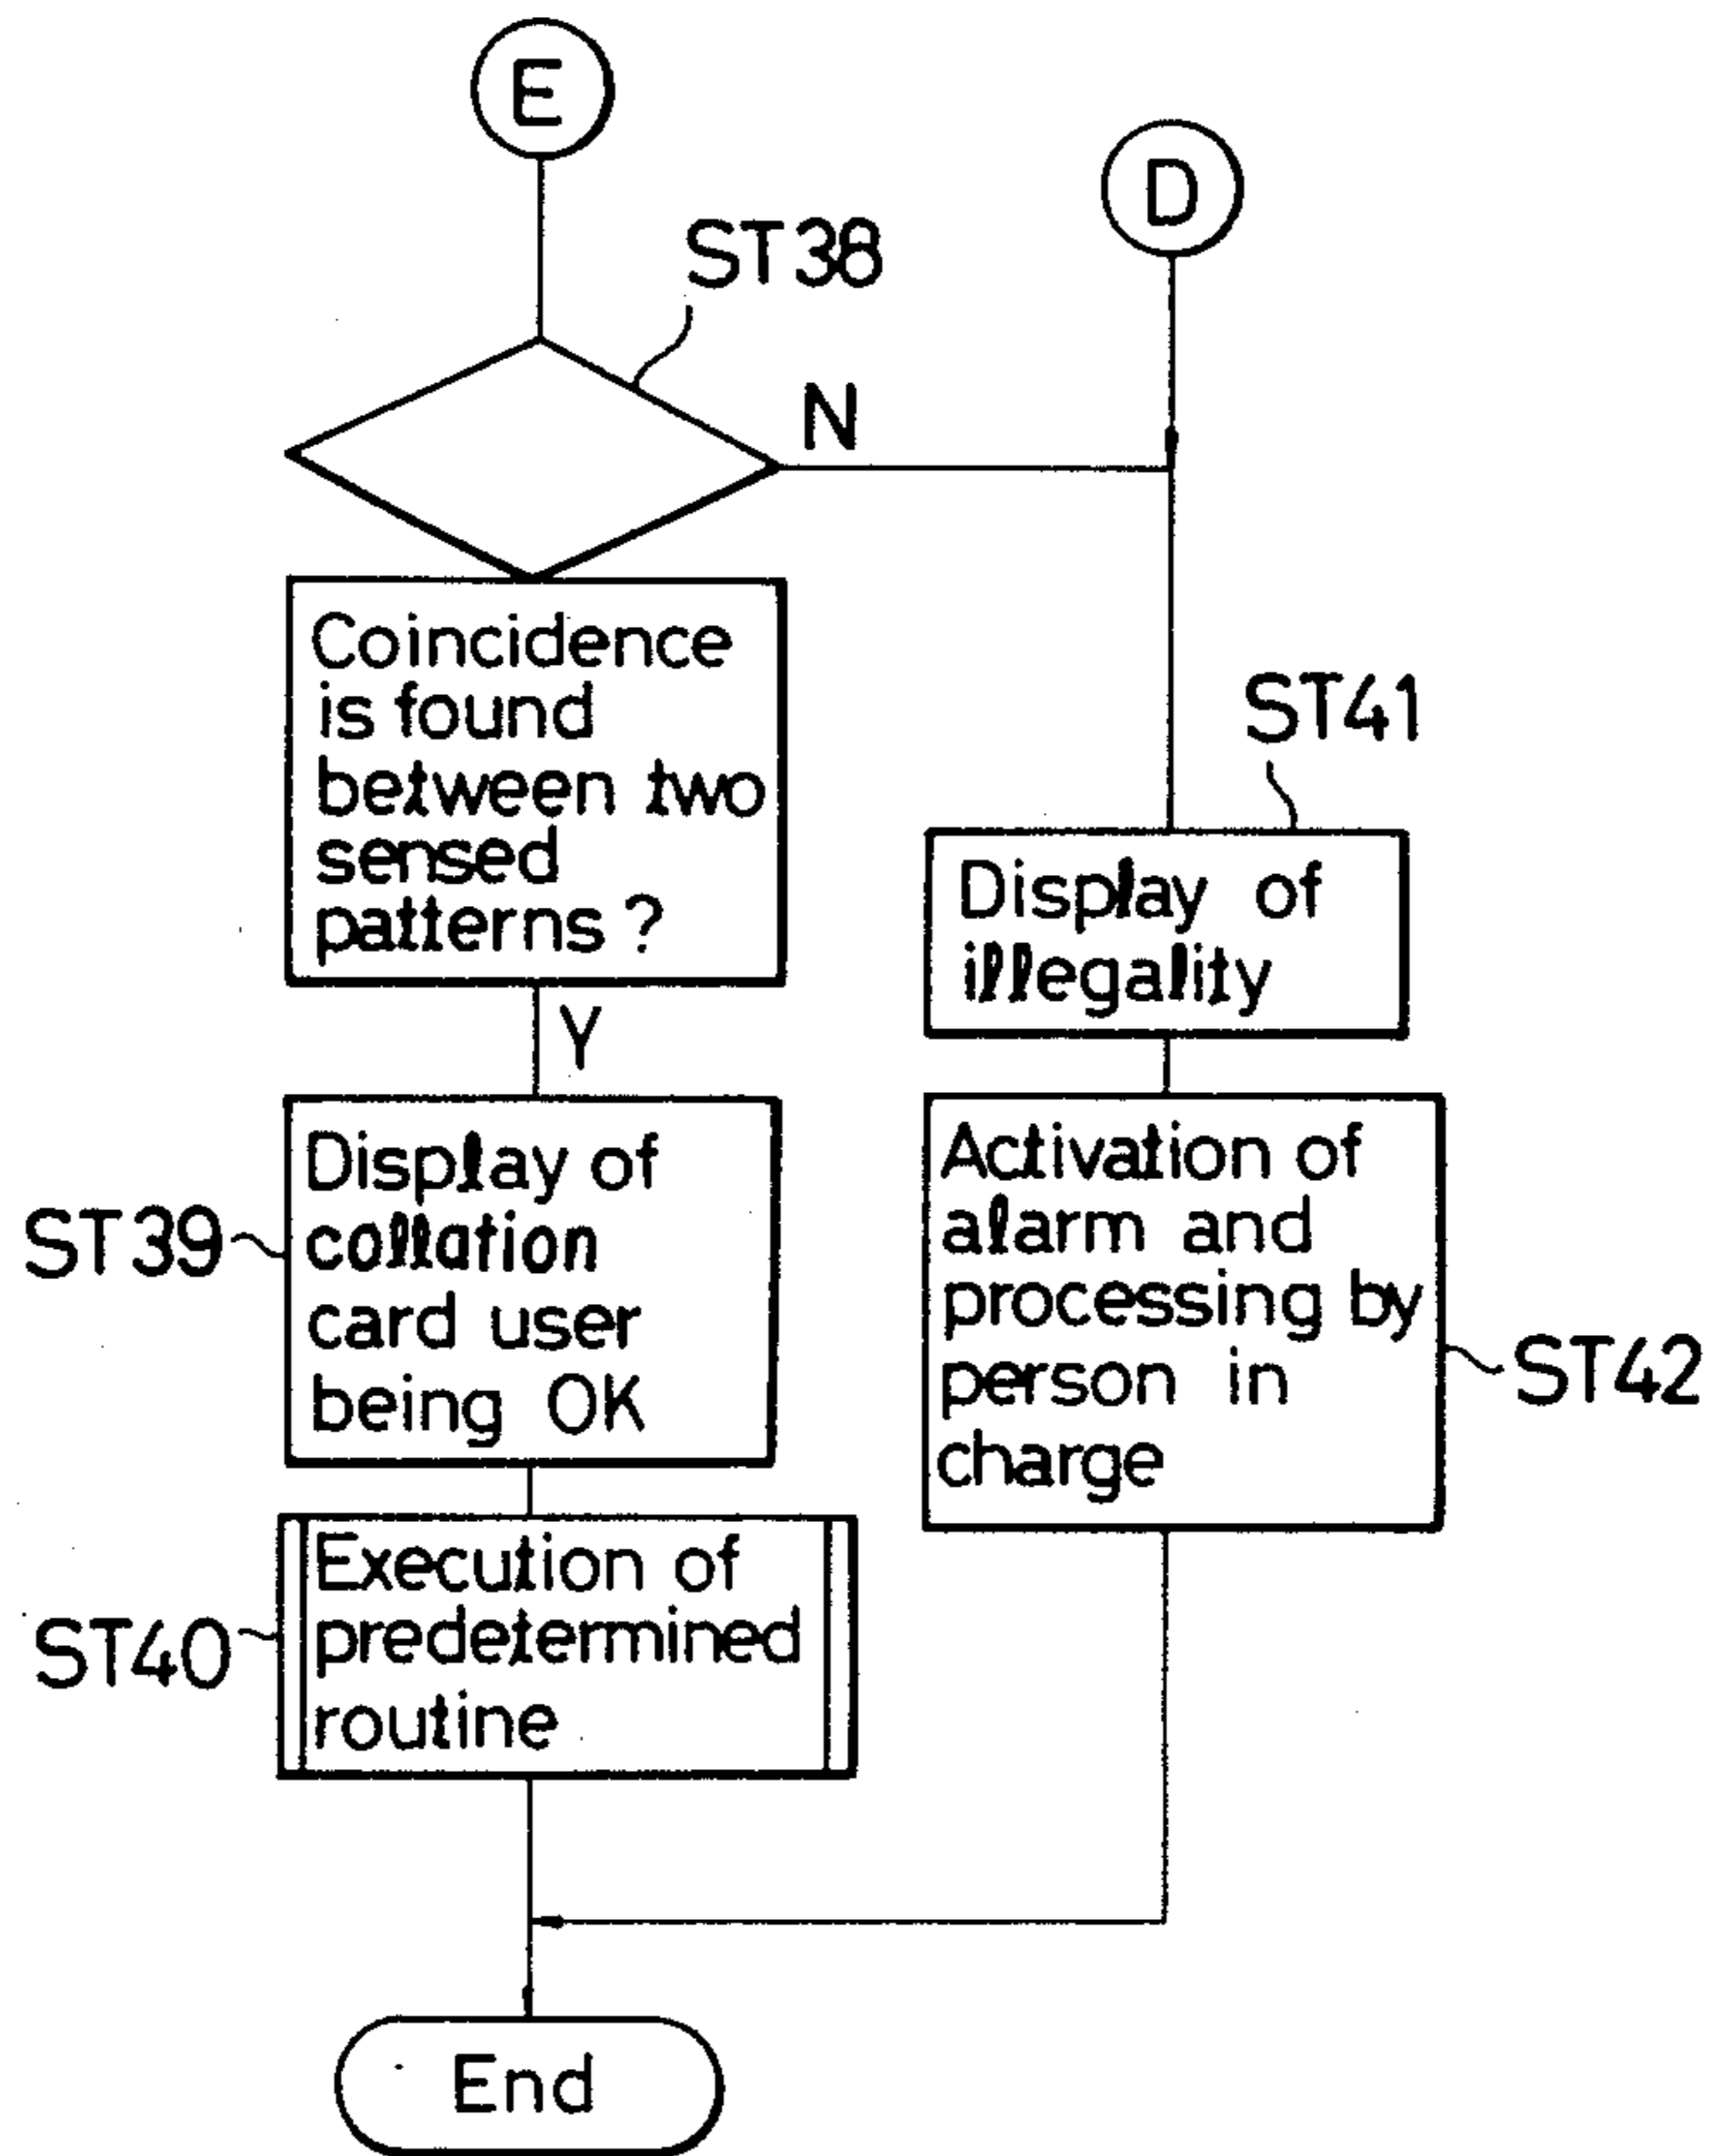 E
D
ST38
N
Coincidence
is found
between two
sensed
patterns ?
Y
ST39
Display of
collation
card user
being OK
ST40
Execution of
predetermined
routine
ST41
Display of
illegality
ST42
Activation of
alarm and
processing by
person in
charge
End